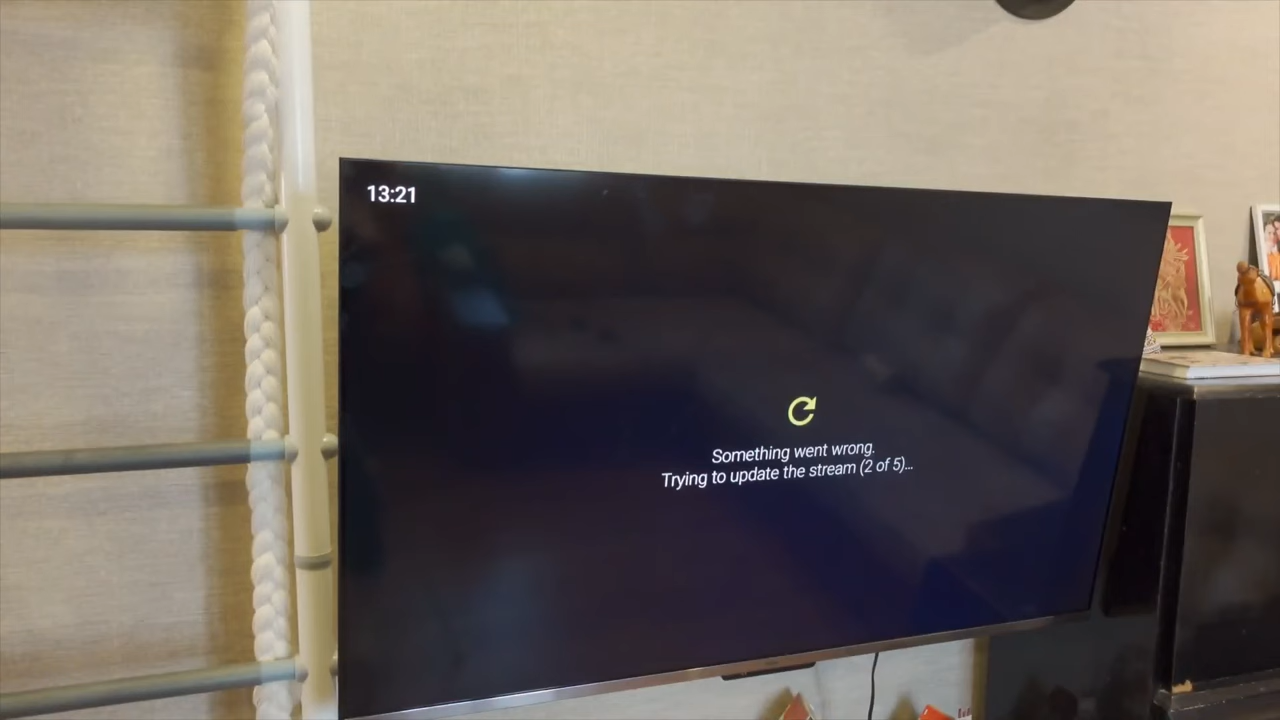 13:21
Something went wrong.
Trying to update the stream (2 of 5)...